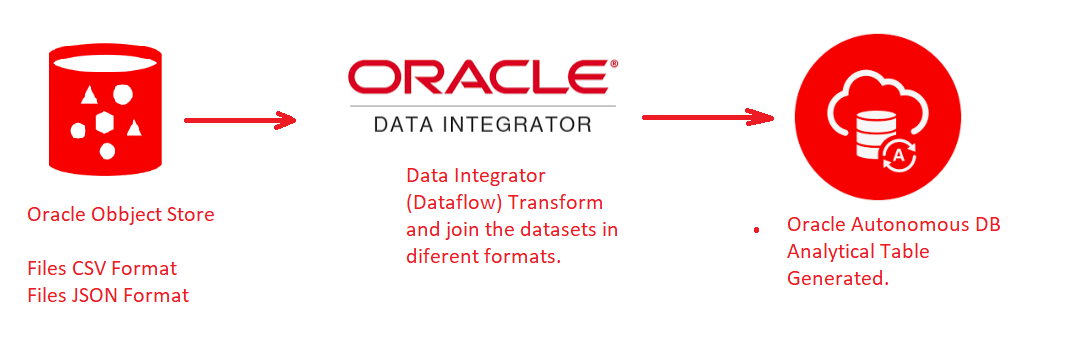 ORACLE®
DATA INTEGRATOR
A
Oracle Obbject Store
Files CSV Format
Files JSON Format
Data Integrator
(Dataflow) Transform
and join the datasets in
diferent formats.
• Oracle Autonomous DB
Analytical Table
Generated.